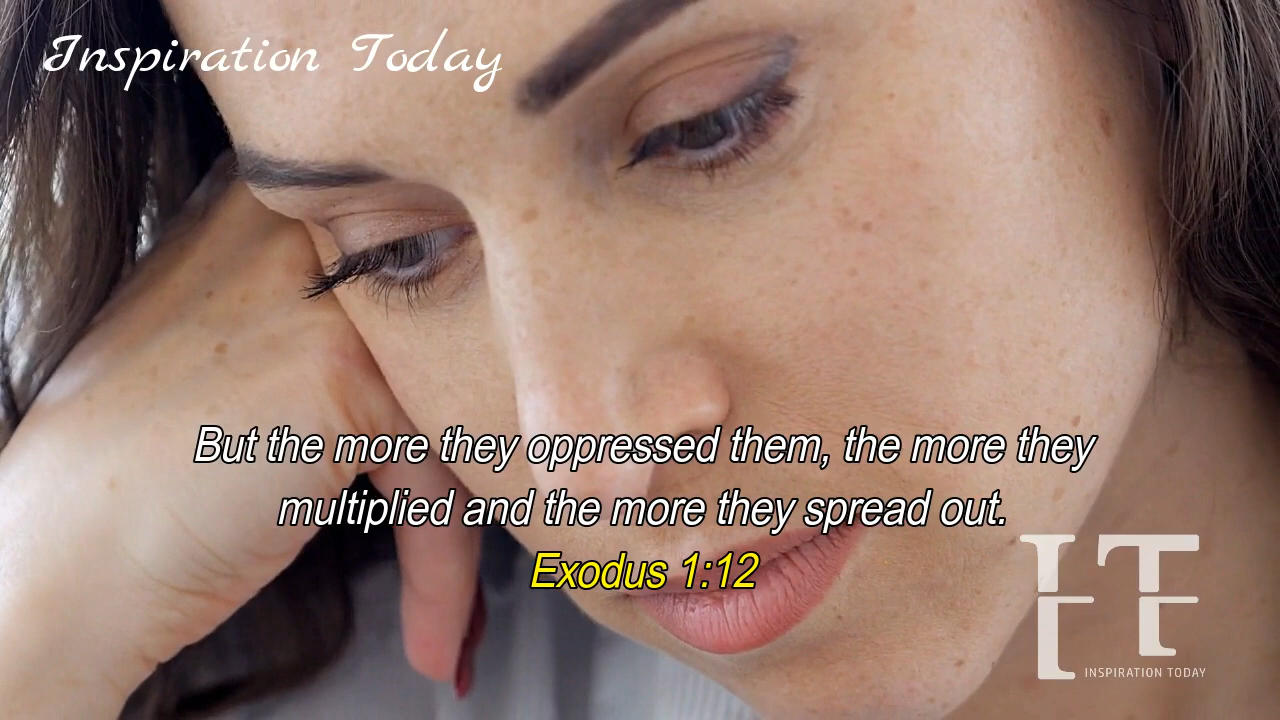 Inspiration Today
But the more they oppressed them, the more they
multiplied and the more they spread out.
Exodus 1:12
IT
INSPIRATION TODAY